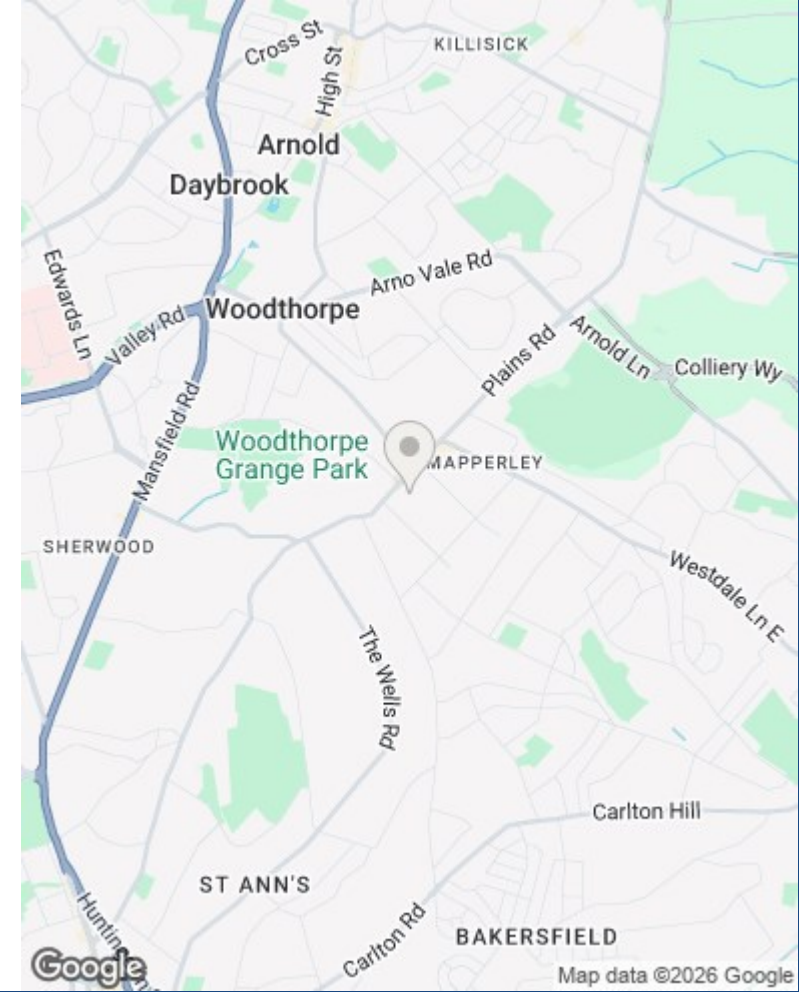 Cross St
KILLISICK
High St
Arnold
Daybrook
Edwards Ln
Arno Vale Rd
Woodthorpe
Valley Rd
Plains Rd
Arnold Ln
Colliery Wy
Mansfield Rd
Woodthorpe
Grange Park
MAPPERLEY
SHERWOOD
Westdale Ln E
The Wells Rd
Carlton Hill
ST ANN'S
Carlton Rd
BAKERSFIELD
Google
Map data ©2026 Google